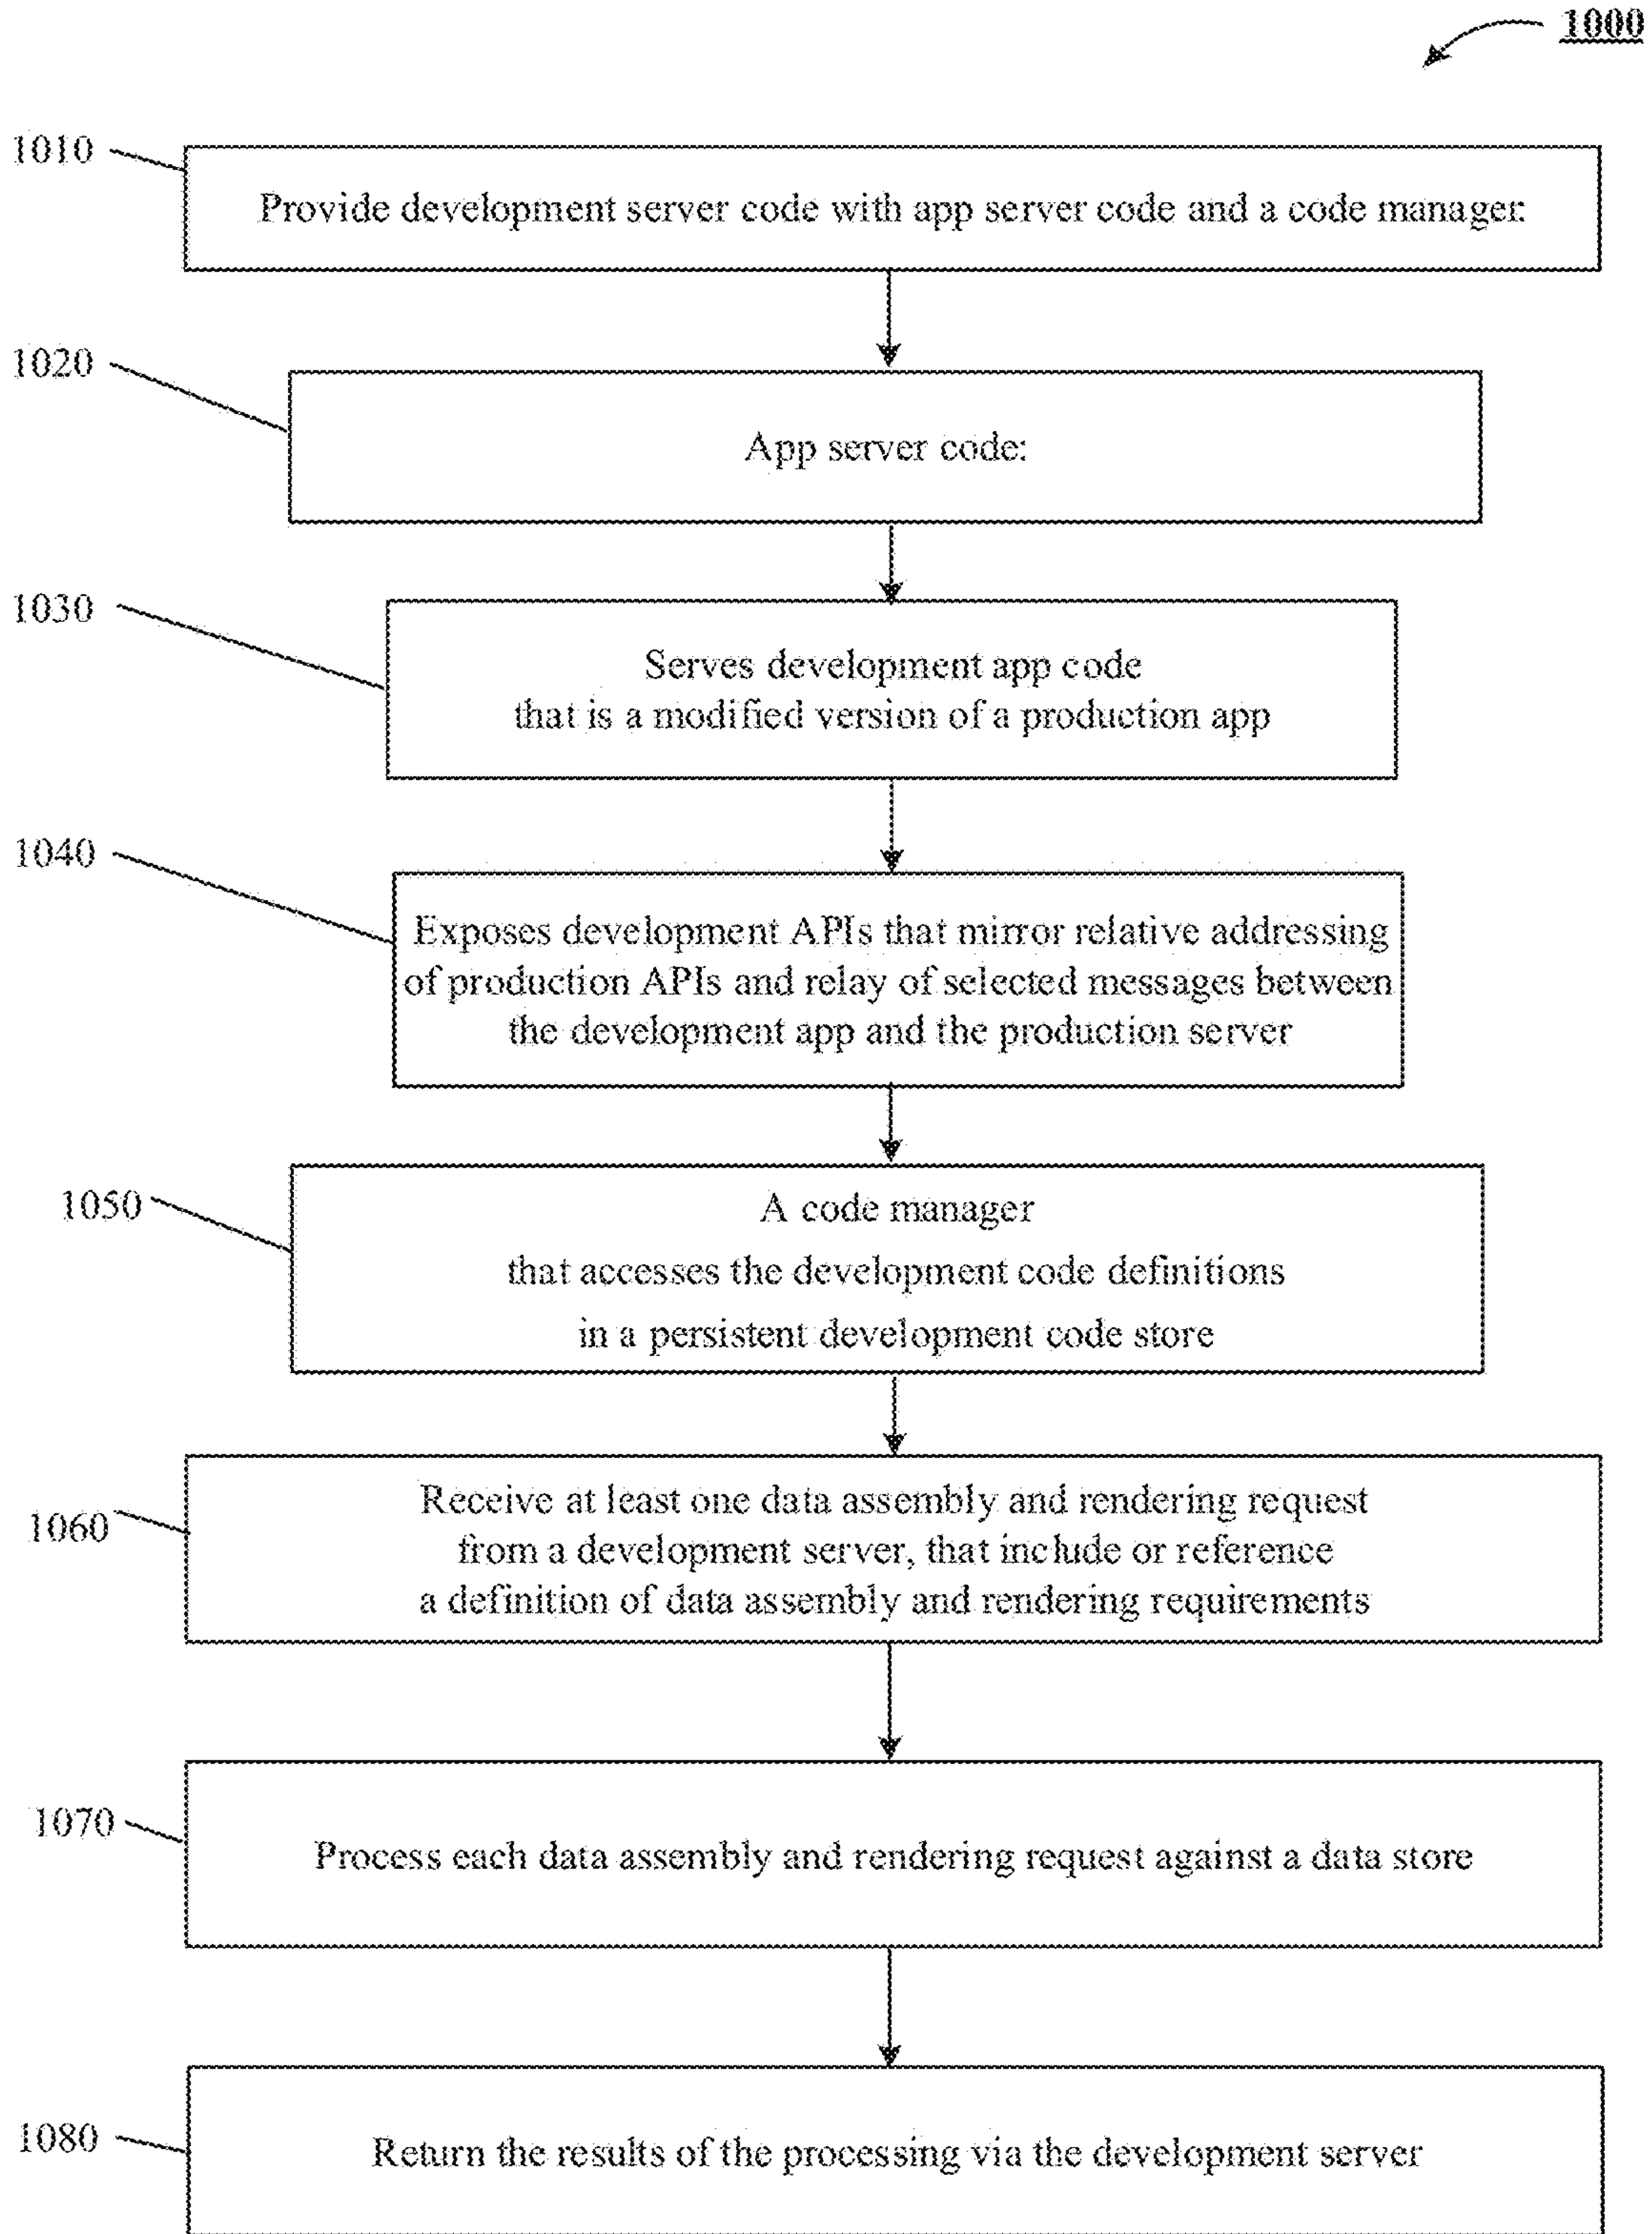 1000
1010
Provide development server code with app server code and a code manager:
1020
App server code:
1030
Serves development app code
that is a modified version of a production app
1040
Exposes development APIs that mirror relative addressing
of production APIs and relay of selected messages between
the development app and the production server
1050
A code manager
that accesses the development code definitions
in a persistent development code store
1060
Receive at least one data assembly and rendering request
from a development server, that include or reference
a definition of data assembly and rendering requirements
1070
Process each data assembly and rendering request against a data store
1080
Return the results of the processing via the development server